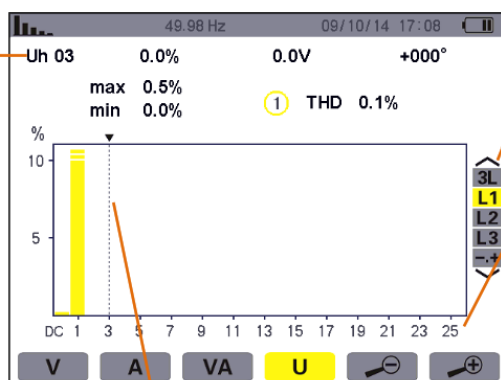 49.98 Hz 09/10/14 17:08
Uh 03 0.0% 0.0V +000°
max 0.5%
min 0.0%
1 THD 0.1%
%
10
5
3L
L1
L2
L3
-.+
DC 1 3 5 7 9 11 13 15 17 19 21 23 25
V A VA U